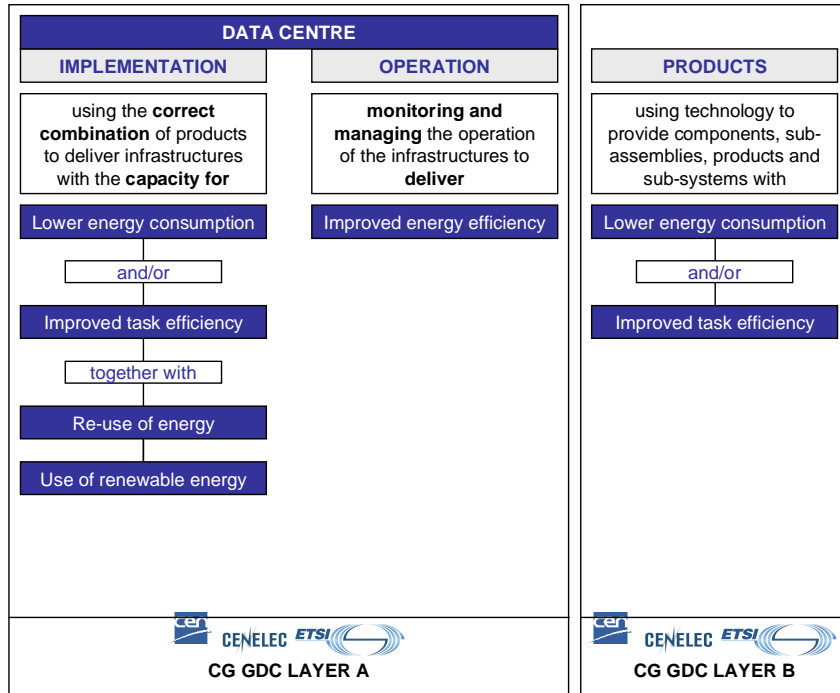 DATA CENTRE
IMPLEMENTATION
using the correct
combination of products
to deliver infrastructures
with the capacity for
Lower energy consumption
and/or
Improved task efficiency
together with
Re-use of energy
Use of renewable energy
OPERATION
monitoring and
managing the operation
of the infrastructures to
deliver
Improved energy efficiency
cen
CENELEC
ETSI
CG GDC LAYER A
PRODUCTS
using technology to
provide components, sub-
assemblies, products and
sub-systems with
Lower energy consumption
and/or
Improved task efficiency
cen
CENELEC
ETSI
CG GDC LAYER B